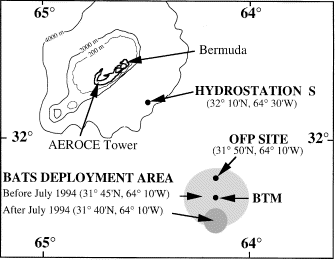 65°
64°
4000 m
2000 m
200 m
Bermuda
HYDROSTATION S
(32° 10'N, 64° 30'W)
AEROCE Tower
32°
32°
OFP SITE
(31° 50'N, 64° 10'W)
BATS DEPLOYMENT AREA
Before July 1994 (31° 45'N, 64° 10'W)
BTM
After July 1994 (31° 40'N, 64° 10'W)
65°
64°